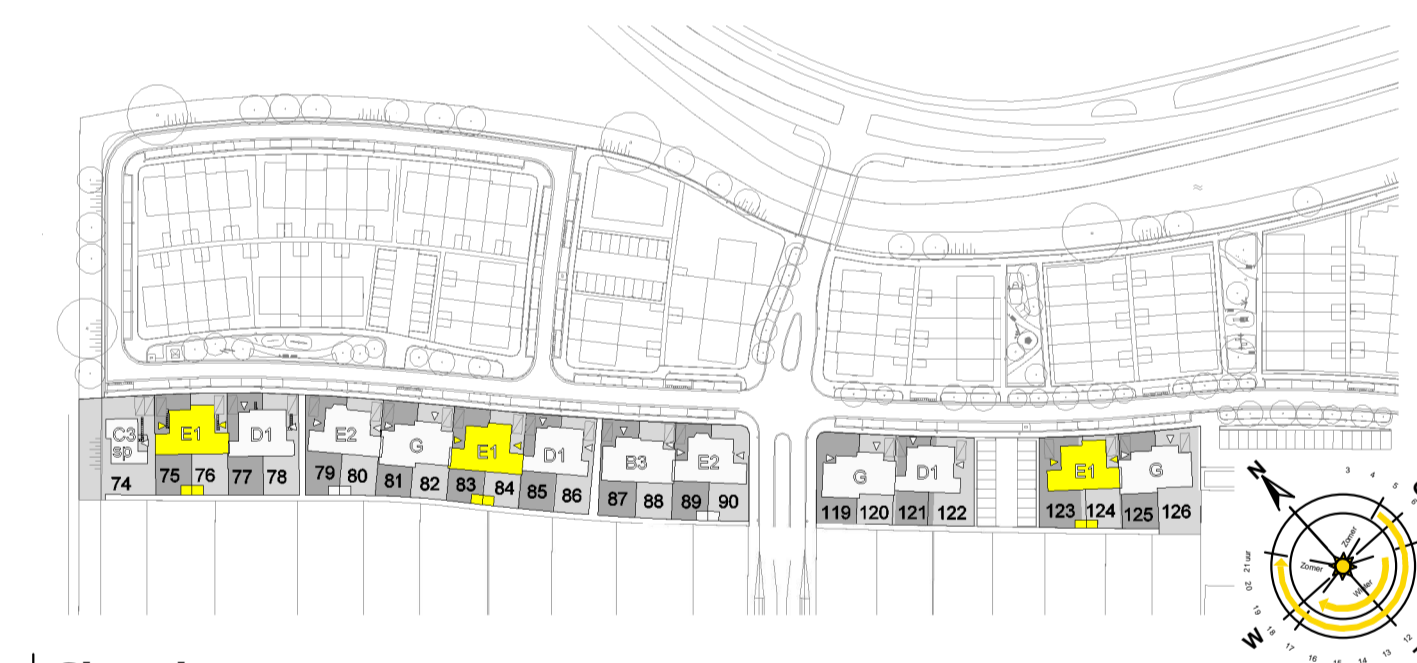 C3 sp E1 D1 E2 G E1 D1 B3 E2 G D1 E1 G
74 75 76 77 78 79 80 81 82 83 84 85 86 87 88 89 90 119 120 121 122 123 124 125 126
N
3 4 5 6
Zomer
Zomer
Winter
21 uur
20
19
18
17 16 15 14 13 12
W